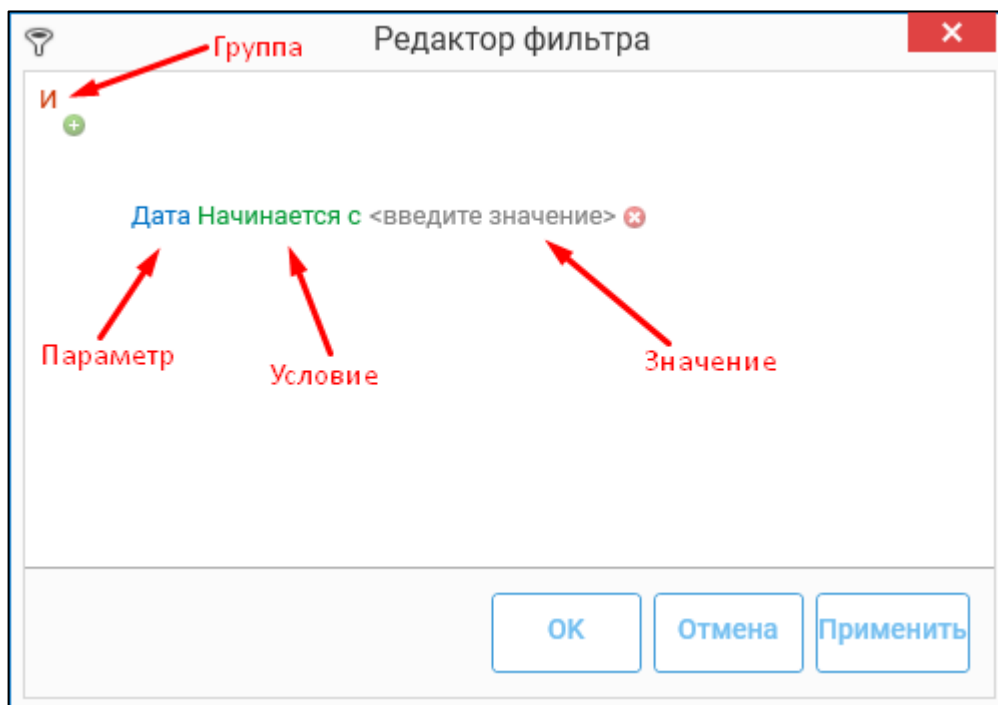 Группа
Редактор фильтра
И
Дата Начинается с <введите значение>
Параметр
Условие
Значение
OK
Отмена
Применить